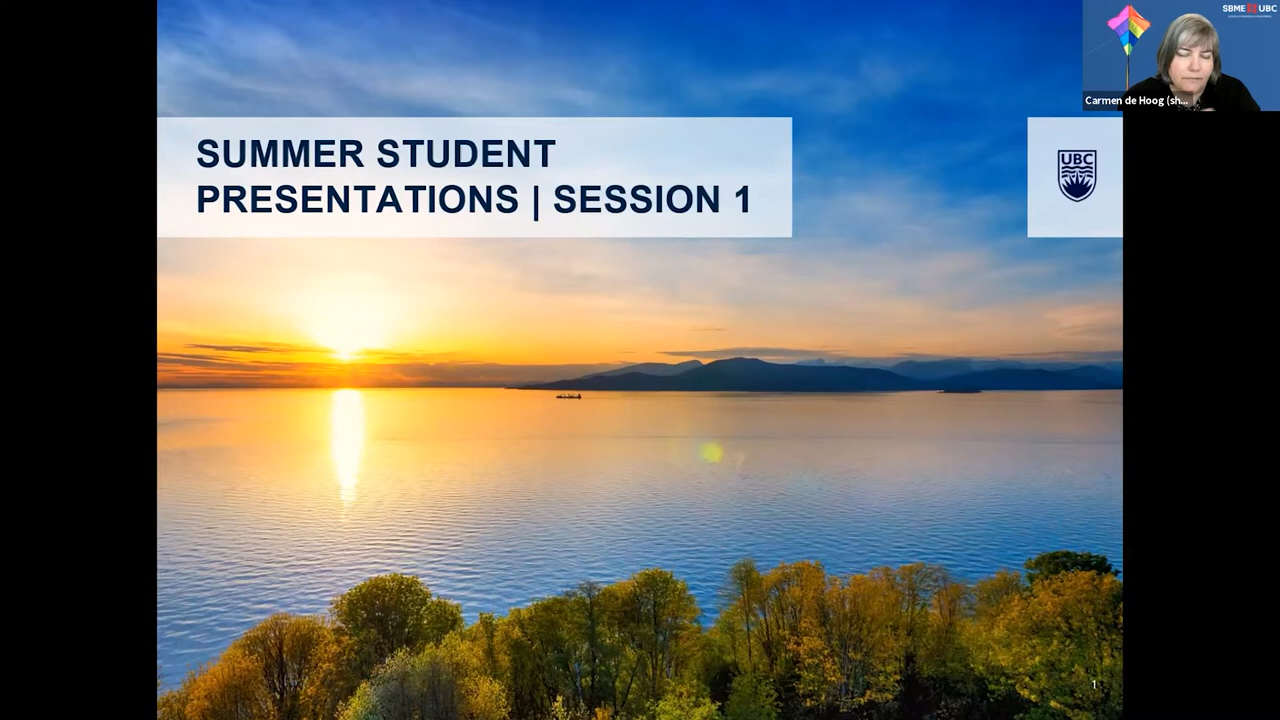 SUMMER STUDENT
PRESENTATIONS | SESSION 1
UBC
SBME UBC
Carmen de Hoog (sh...
1